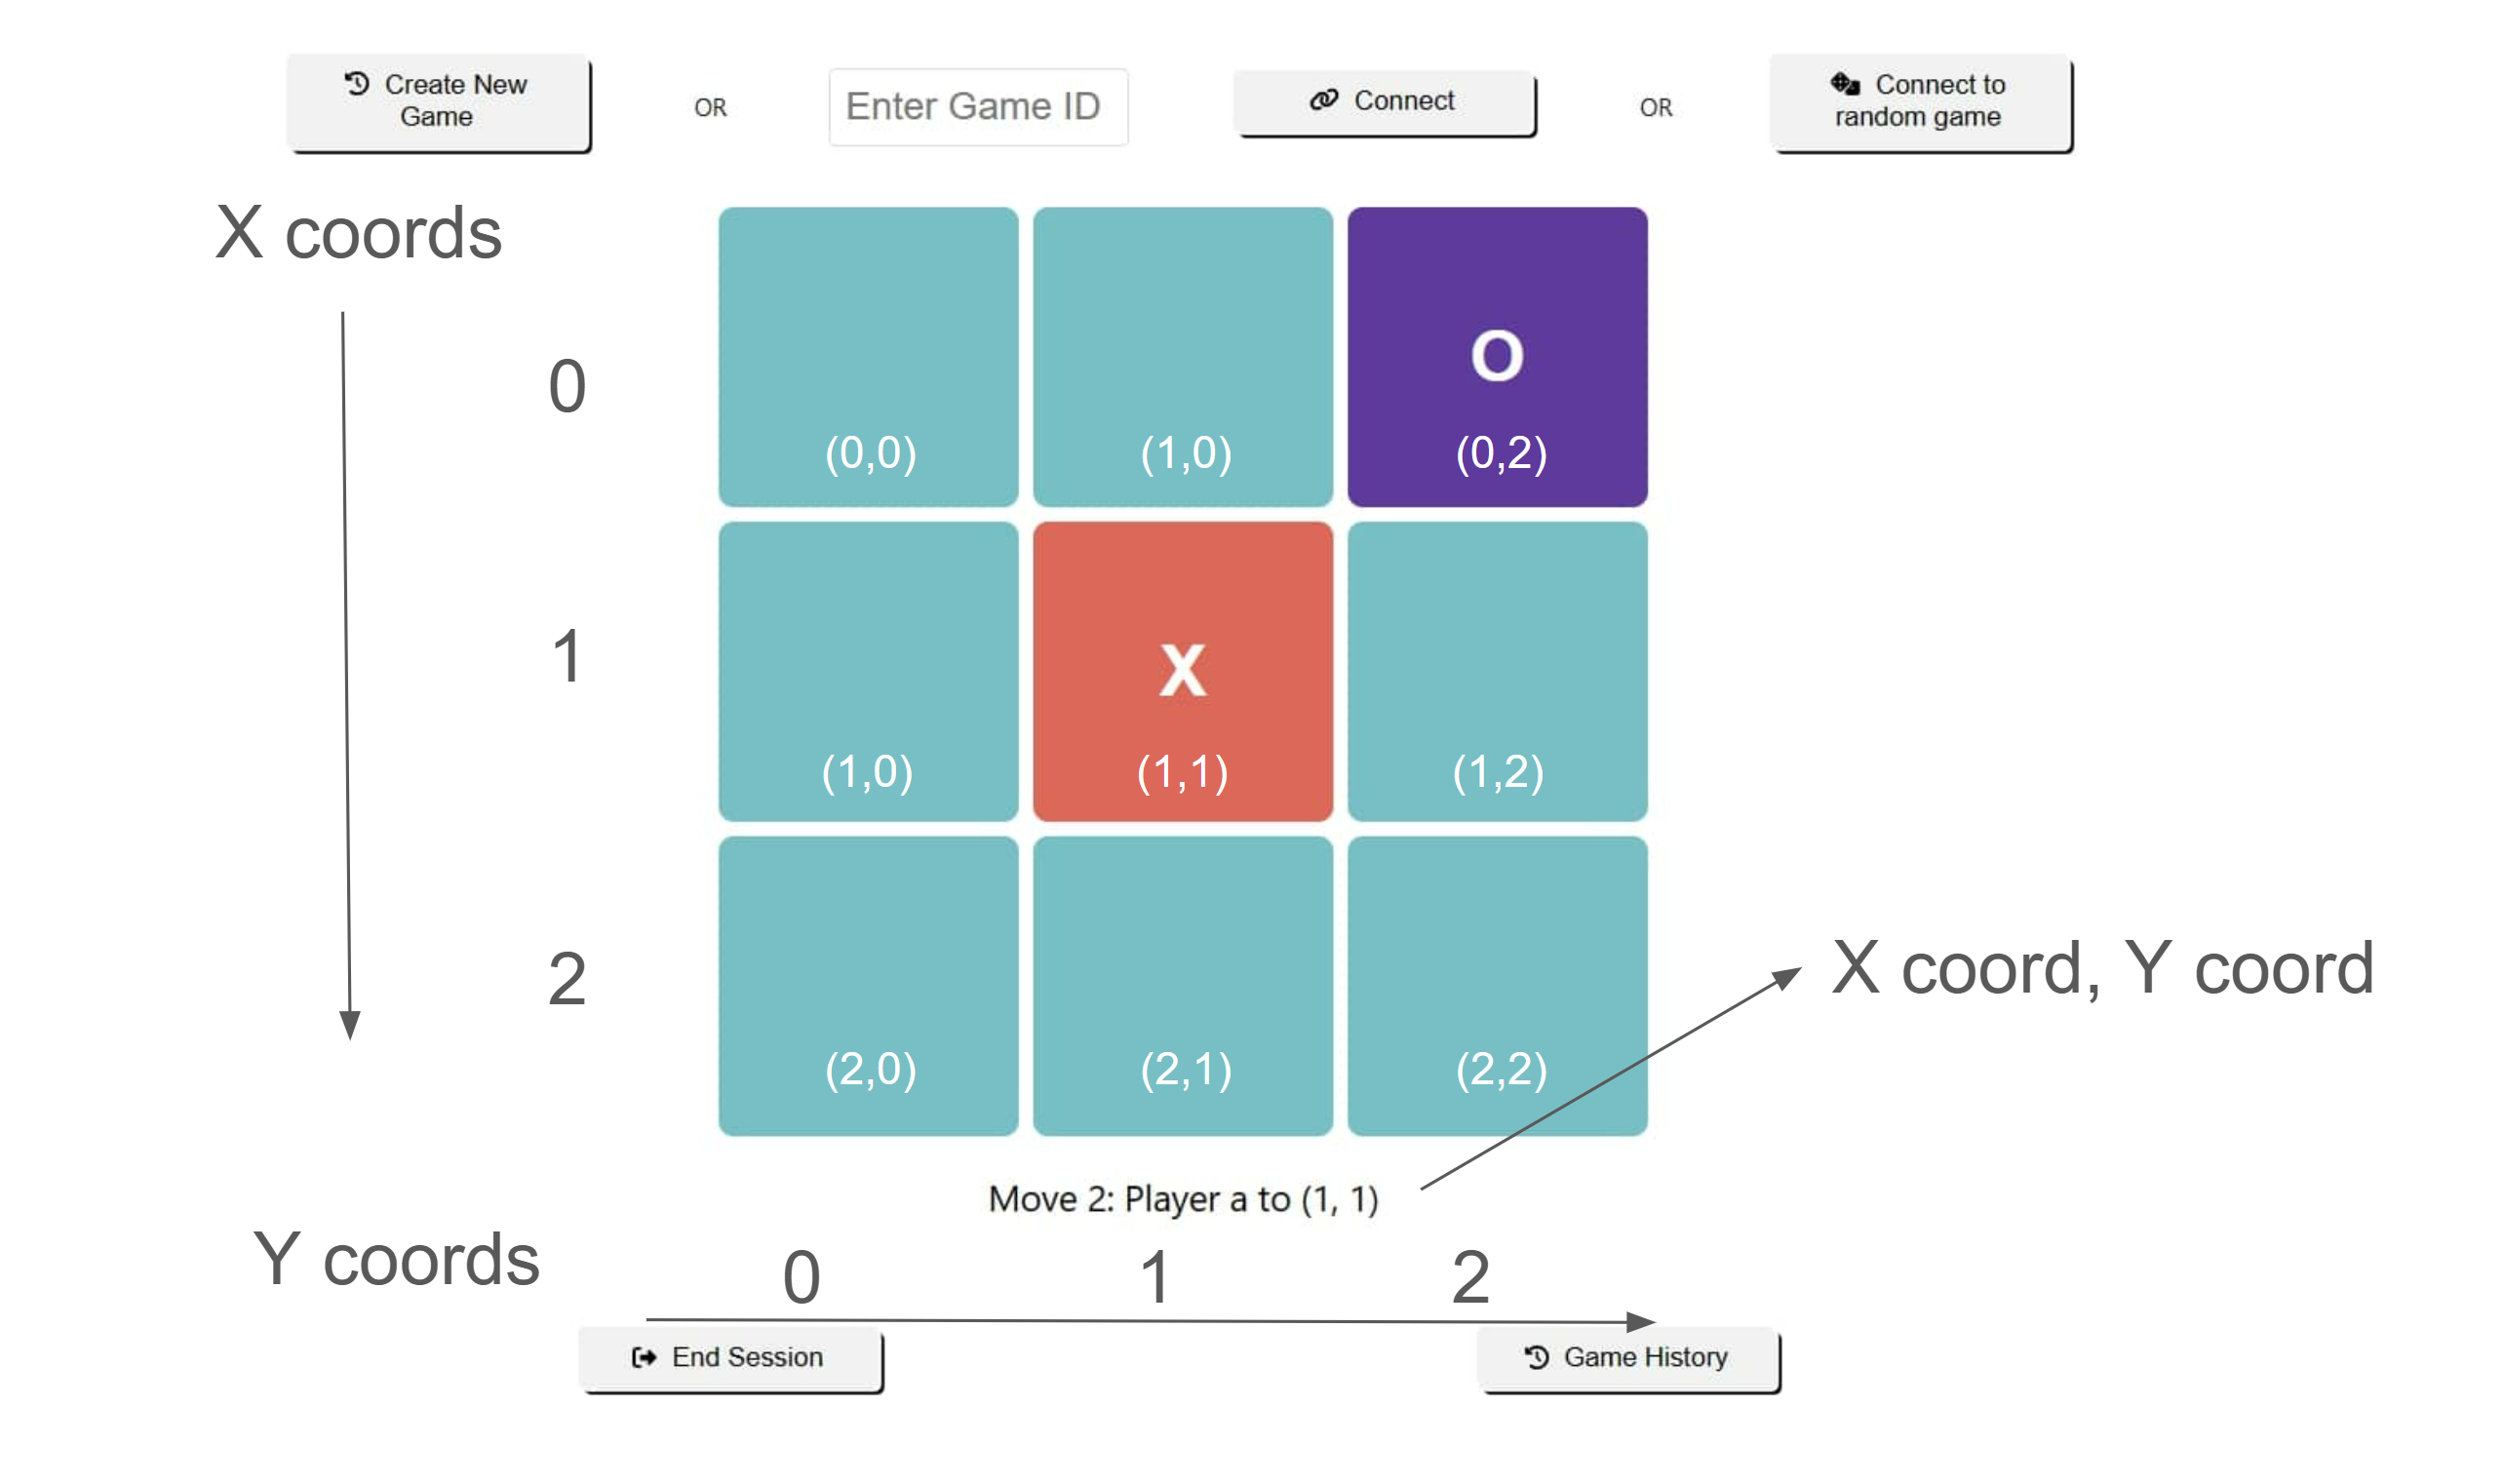 Create New
Game
OR
Enter Game ID
Connect
OR
Connect to
random game
X coords
0
O
(0,0)
(1,0)
(0,2)
1
X
(1,0)
(1,1)
(1,2)
2
X coord, Y coord
(2,0)
(2,1)
(2,2)
Move 2: Player a to (1, 1)
Y coords
0
1
2
End Session
Game History